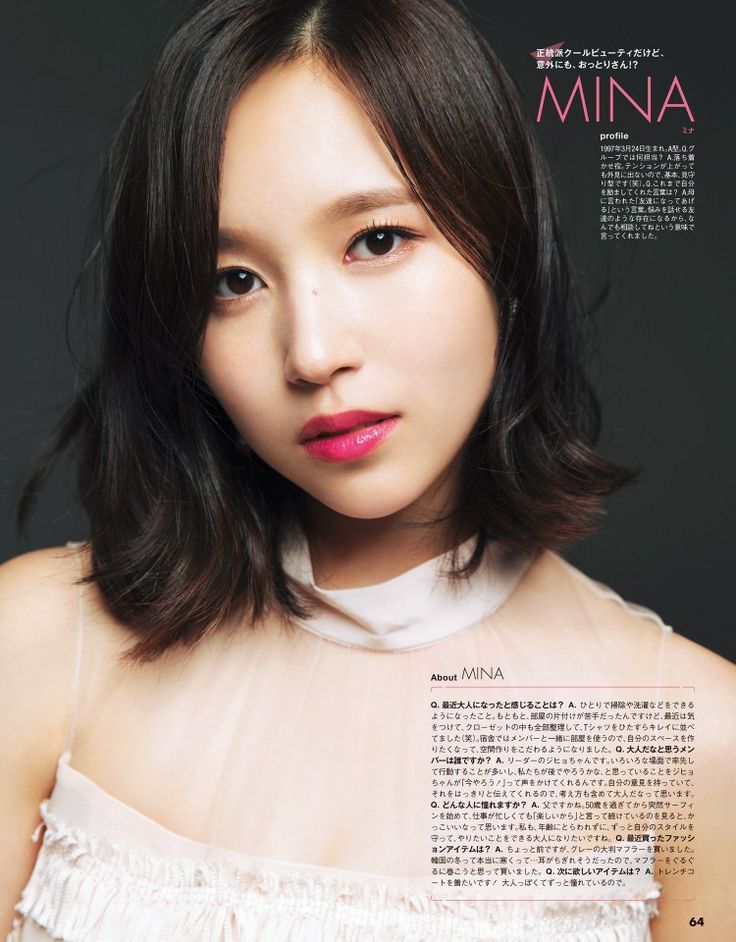 正統派クールビューティだけど、
意外にも、おっとりさん!?
MINA
ミナ
profile
1997年3月24日生まれ。A型。Q.グ
ループでは何担当? A.落ち着
かせ役。テンションが上がって
も外見に出ないので、基本、見守
り型です(笑)。Q.これまで自分
を励ましてくれた言葉は? A.母
に言われた「友達になってあげ
る」という言葉。悩みを話せる友
達のような存在になるから、な
んでも相談してねという意味で
言ってくれました。
About MINA
Q. 最近大人になったと感じることは? A. ひとりで掃除や洗濯などをできる
ようになったこと。もともと、部屋の片付けが苦手だったんですけど、最近は気
をつけて、クローゼットの中も全部整理して、Tシャツをひたすらキレイに並べ
てました(笑)。宿舎ではメンバーと一緒に部屋を使うので、自分のスペースを作
りたくなって、空間作りをこだわるようになりました。Q. 大人だなと思うメン
バーは誰ですか? A. リーダーのジヒョちゃんです。いろいろな場面で率先し
て行動することが多いし、私たちが後でやろうかな、と思っていることをジヒョ
ちゃんが「今やろう!」って声をかけてくれるんです。自分の意見を持っていて、
それをはっきりと伝えてくれるので、考え方も含めて大人だなって思います。
Q. どんな人に憧れますか? A. 父ですかね。50歳を過ぎてから突然サーフィ
ンを始めて、仕事が忙しくても「楽しいから」と言って続けているのを見ると、か
っこいいなって思います。私も、年齢にとらわれずに、ずっと自分のスタイルを
守って、やりたいことをできる大人になりたいですね。Q. 最近買ったファッシ
ョンアイテムは? A. ちょっと前ですが、グレーの大判マフラーを買いました。
韓国の冬って本当に寒くって…耳がちぎれそうだったので、マフラーをぐるぐ
るに巻こうと思って買いました。Q. 次に欲しいアイテムは? A. トレンチコ
ートを着たいです! 大人っぽくてずっと憧れているので。
64